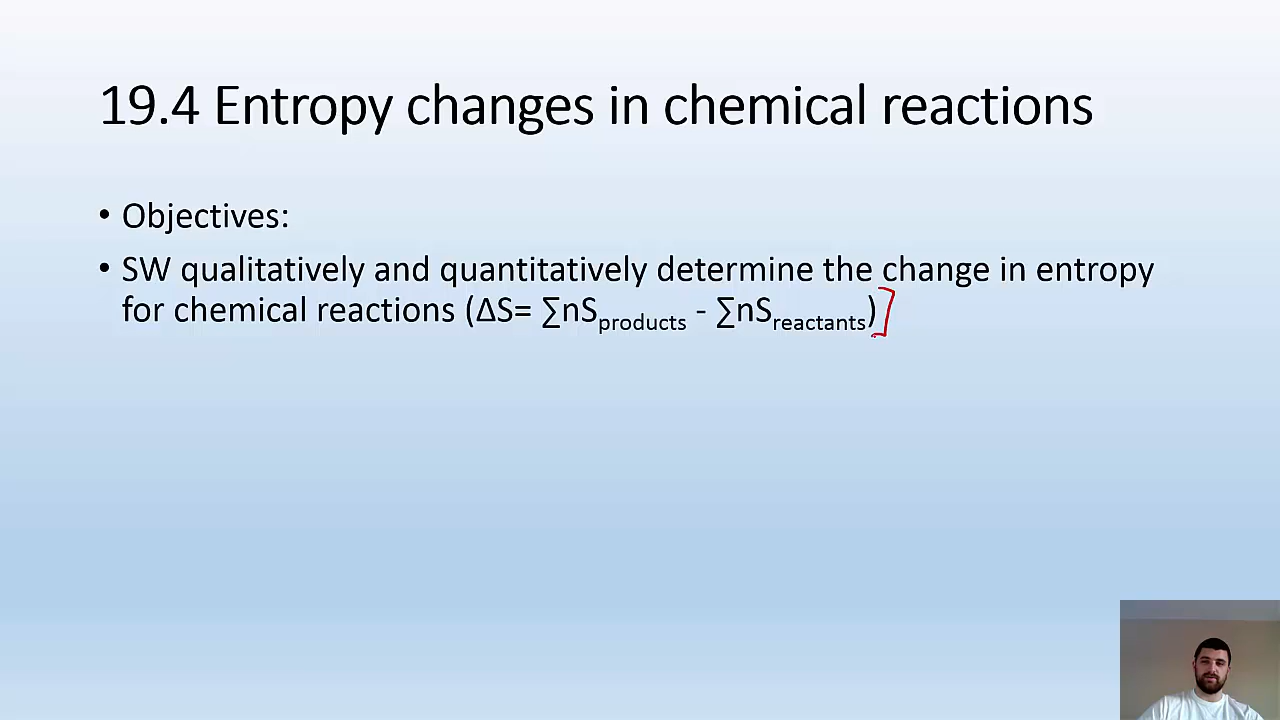 19.4 Entropy changes in chemical reactions
• Objectives:
• SW qualitatively and quantitatively determine the change in entropy
for chemical reactions (ΔS= ∑nSproducts - ∑nSreactants)]